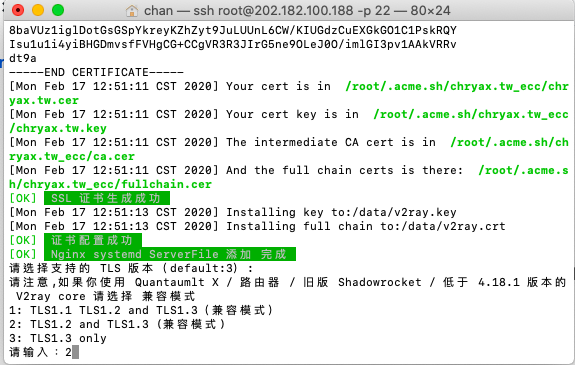 chan — ssh root@202.182.100.188 -p 22 — 80×24
8baVUz1iglDotGsGSpYkreyKZhZyt9JuLUUnL6CW/KIUGdzCuEXGkGO1C1PskRQY
Isu1u1i4yiBHGDmvsfFVHgCG+CCgVR3R3JIrG5ne9OLeJ0O/imlGI3pv1AAkVRRv
dt9a
-----END CERTIFICATE-----
[Mon Feb 17 12:51:11 CST 2020] Your cert is in  /root/.acme.sh/chryax.tw_ecc/chr
yax.tw.cer
[Mon Feb 17 12:51:11 CST 2020] Your cert key is in  /root/.acme.sh/chryax.tw_ecc
/chryax.tw.key
[Mon Feb 17 12:51:11 CST 2020] The intermediate CA cert is in  /root/.acme.sh/ch
ryax.tw_ecc/ca.cer
[Mon Feb 17 12:51:11 CST 2020] And the full chain certs is there:  /root/.acme.s
h/chryax.tw_ecc/fullchain.cer
[OK] SSL 证书生成成功
[Mon Feb 17 12:51:13 CST 2020] Installing key to:/data/v2ray.key
[Mon Feb 17 12:51:13 CST 2020] Installing full chain to:/data/v2ray.crt
[OK] 证书配置成功
[OK] Nginx systemd ServerFile 添加 完成
请选择支持的 TLS 版本 (default:3) :
请注意,如果你使用 Quantaumlt X / 路由器 / 旧版 Shadowrocket / 低于 4.18.1 版本的
V2ray core 请选择 兼容模式
1: TLS1.1 TLS1.2 and TLS1.3 (兼容模式)
2: TLS1.2 and TLS1.3 (兼容模式)
3: TLS1.3 only
请输入：2